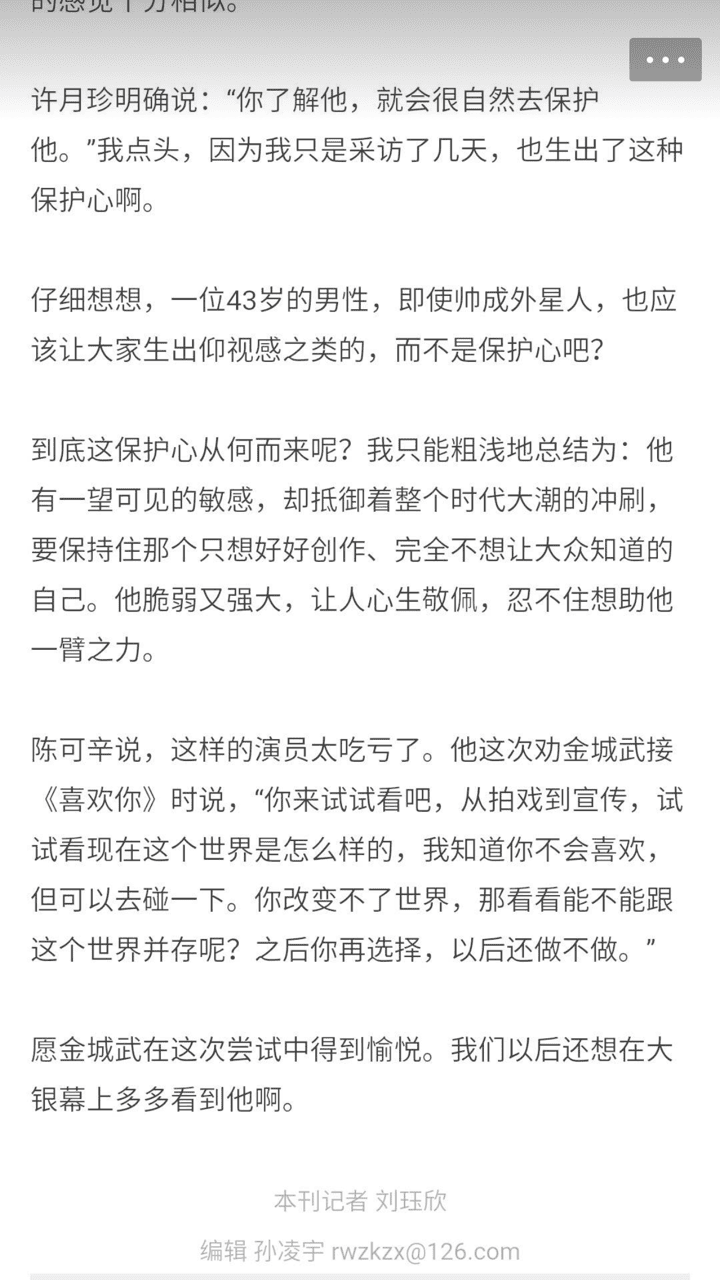 的感觉十分相似。
许月珍明确说：“你了解他，就会很自然去保护
他。”我点头，因为我只是采访了几天，也生出了这种
保护心啊。
仔细想想，一位43岁的男性，即使帅成外星人，也应
该让大家生出仰视感之类的，而不是保护心吧？
到底这保护心从何而来呢？我只能粗浅地总结为：他
有一望可见的敏感，却抵御着整个时代大潮的冲刷，
要保持住那个只想好好创作、完全不想让大众知道的
自己。他脆弱又强大，让人心生敬佩，忍不住想助他
一臂之力。
陈可辛说，这样的演员太吃亏了。他这次劝金城武接
《喜欢你》时说，“你来试试看吧，从拍戏到宣传，试
试看现在这个世界是怎么样的，我知道你不会喜欢，
但可以去碰一下。你改变不了世界，那看看能不能跟
这个世界并存呢？之后你再选择，以后还做不做。”
愿金城武在这次尝试中得到愉悦。我们以后还想在大
银幕上多多看到他啊。
本刊记者 刘珏欣
编辑 孙凌宇 rwzkzx@126.com